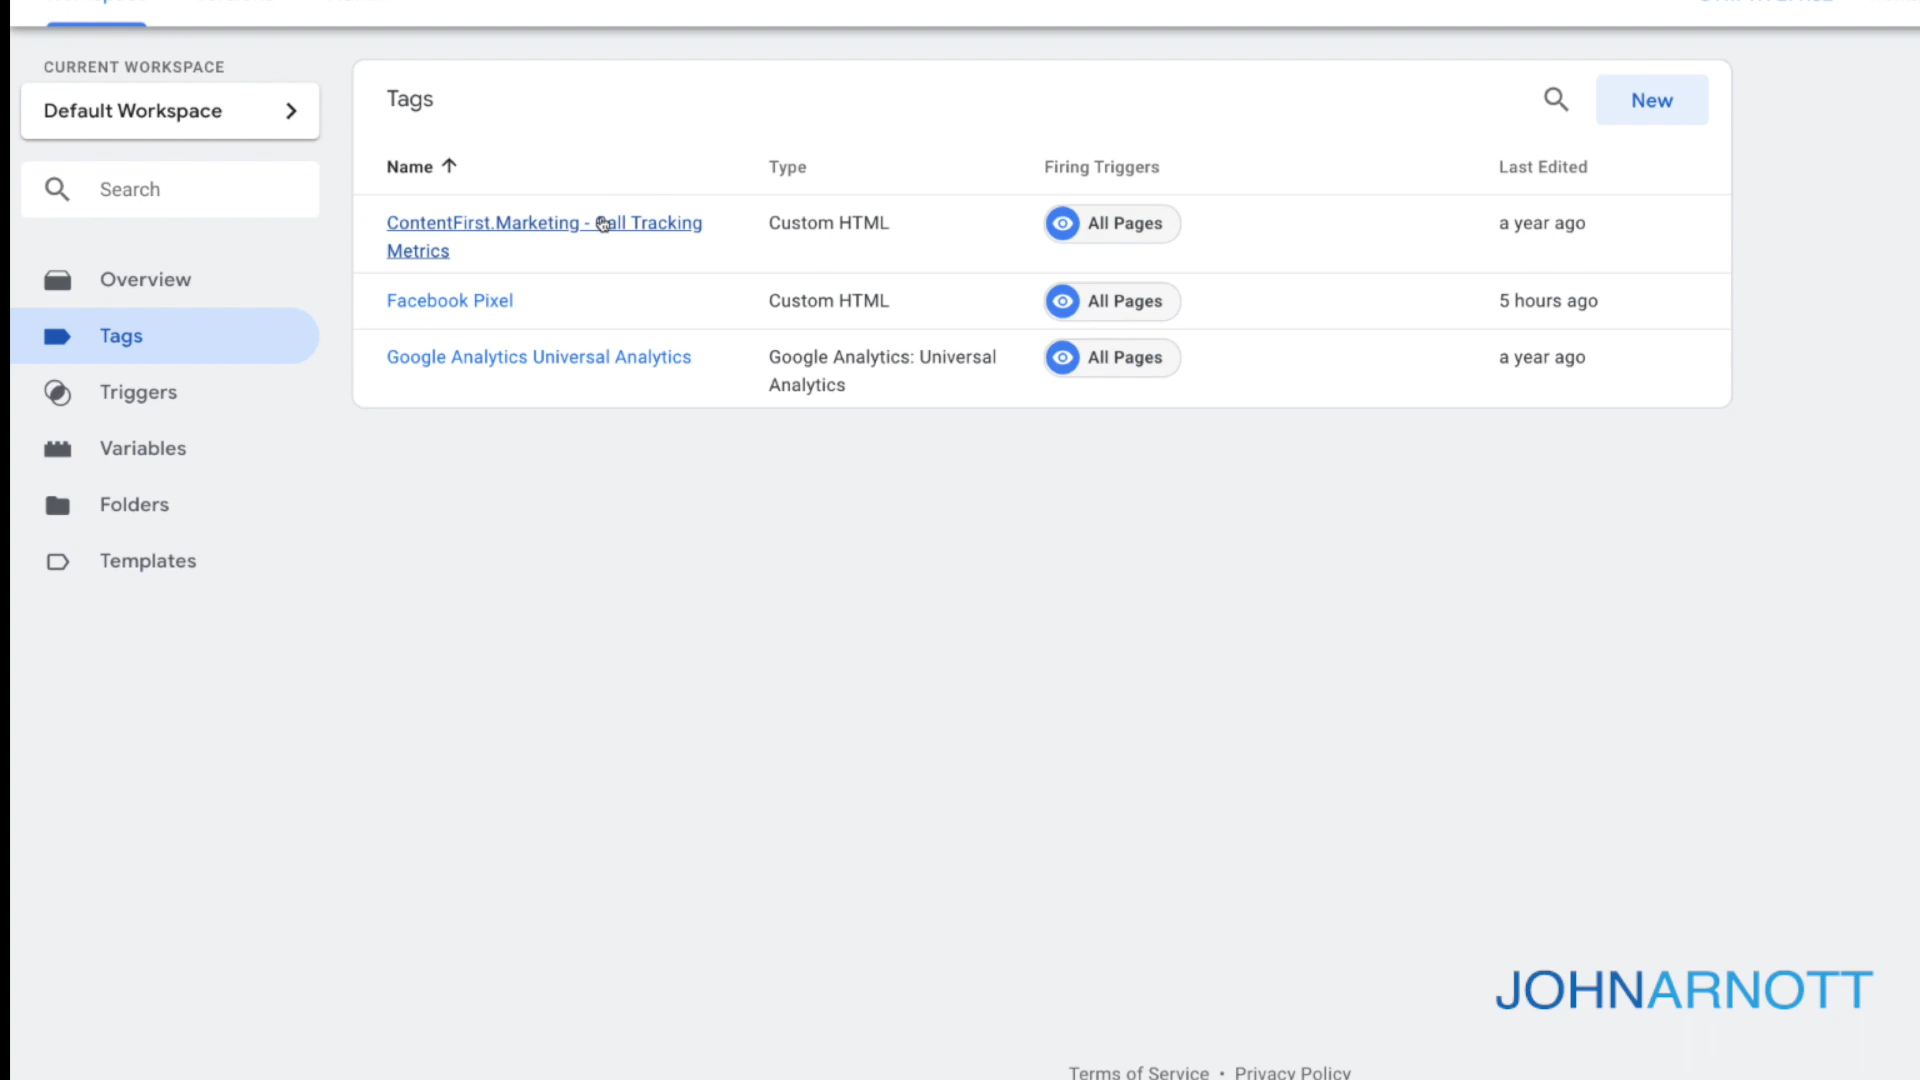 CURRENT WORKSPACE
Default Workspace
Search
Overview
Tags
Triggers
Variables
Folders
Templates
Tags
New
Name Type Firing Triggers Last Edited
ContentFirst.Marketing - Call Tracking Metrics Custom HTML All Pages a year ago
Facebook Pixel Custom HTML All Pages 5 hours ago
Google Analytics Universal Analytics Google Analytics: Universal Analytics All Pages a year ago
JOHNARNOTT
Terms of Service • Privacy Policy